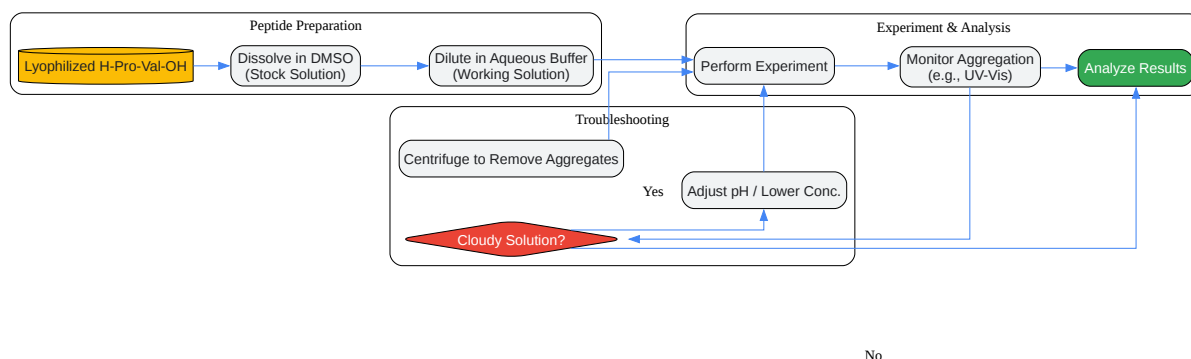 Peptide Preparation
Lyophilized H-Pro-Val-OH
Dissolve in DMSO
(Stock Solution)
Dilute in Aqueous Buffer
(Working Solution)
Experiment & Analysis
Perform Experiment
Monitor Aggregation
(e.g., UV-Vis)
Analyze Results
Troubleshooting
Centrifuge to Remove Aggregates
Yes
Adjust pH / Lower Conc.
Cloudy Solution?
No